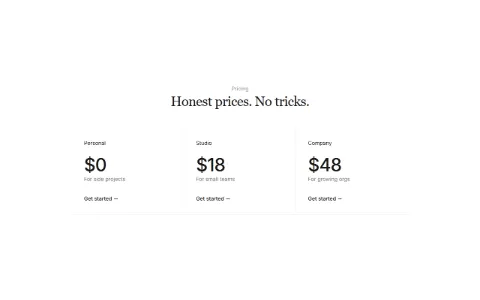 Pricing
Honest prices. No tricks.
Personal
$0
For side projects
Get started →
Studio
$18
For small teams
Get started →
Company
$48
For growing orgs
Get started →